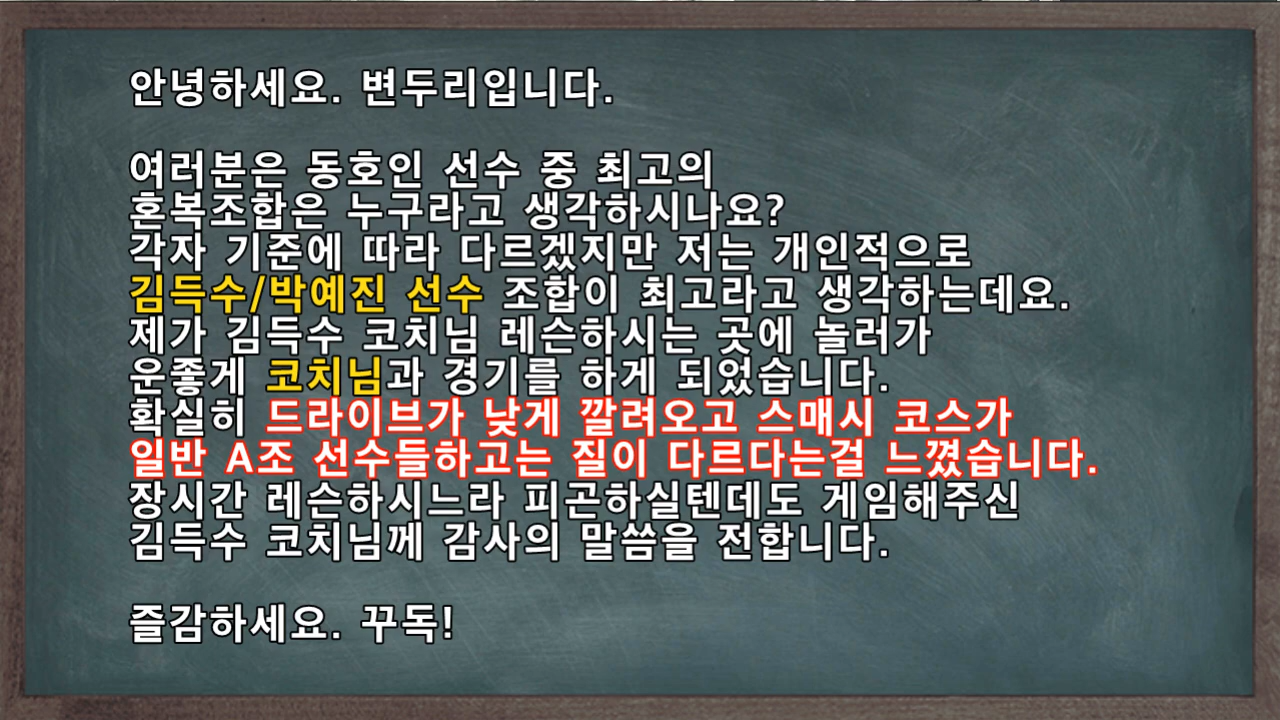 안녕하세요. 변두리입니다.
여러분은 동호인 선수 중 최고의
혼복조합은 누구라고 생각하시나요?
각자 기준에 따라 다르겠지만 저는 개인적으로
김득수/박예진 선수 조합이 최고라고 생각하는데요.
제가 김득수 코치님 레슨하시는 곳에 놀러가
운좋게 코치님과 경기를 하게 되었습니다.
확실히 드라이브가 낮게 깔려오고 스매시 코스가
일반 A조 선수들하고는 질이 다르다는걸 느꼈습니다.
장시간 레슨하시느라 피곤하실텐데도 게임해주신
김득수 코치님께 감사의 말씀을 전합니다.
즐감하세요. 꾸독!